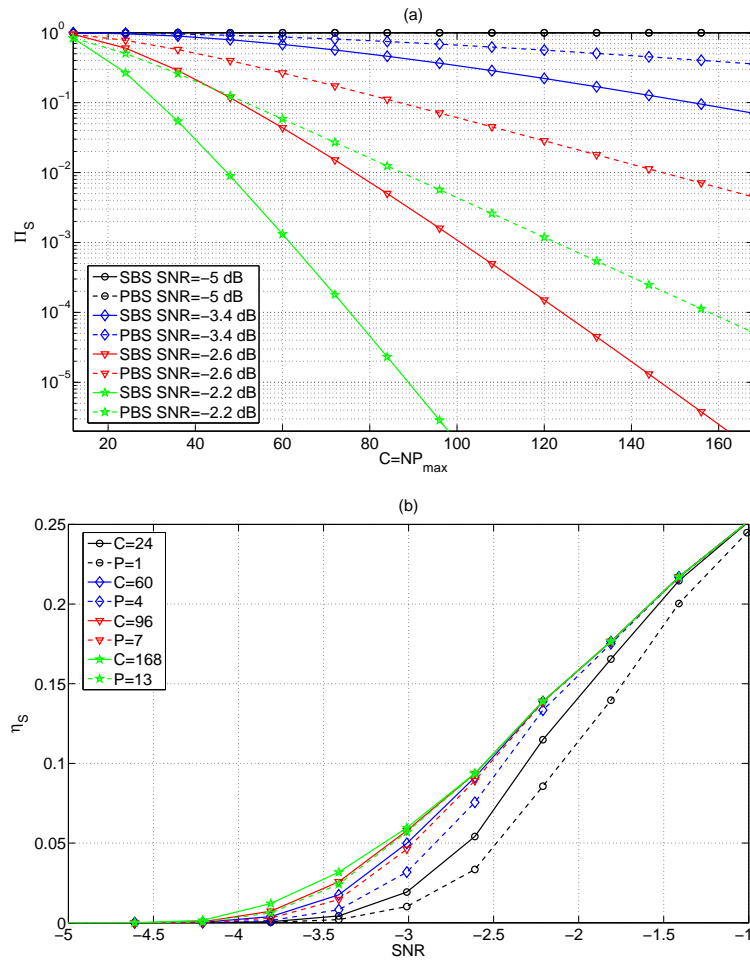 (a)
10^0
10^−1
10^−2
10^−3
10^−4
10^−5
Π_S
SBS SNR=−5 dB
PBS SNR=−5 dB
SBS SNR=−3.4 dB
PBS SNR=−3.4 dB
SBS SNR=−2.6 dB
PBS SNR=−2.6 dB
SBS SNR=−2.2 dB
PBS SNR=−2.2 dB
20 40 60 80 100 120 140 160
C=NP_max
(b)
0.25
0.2
0.15
0.1
0.05
0
η_S
C=24
P=1
C=60
P=4
C=96
P=7
C=168
P=13
−5 −4.5 −4 −3.5 −3 −2.5 −2 −1.5 −1
SNR